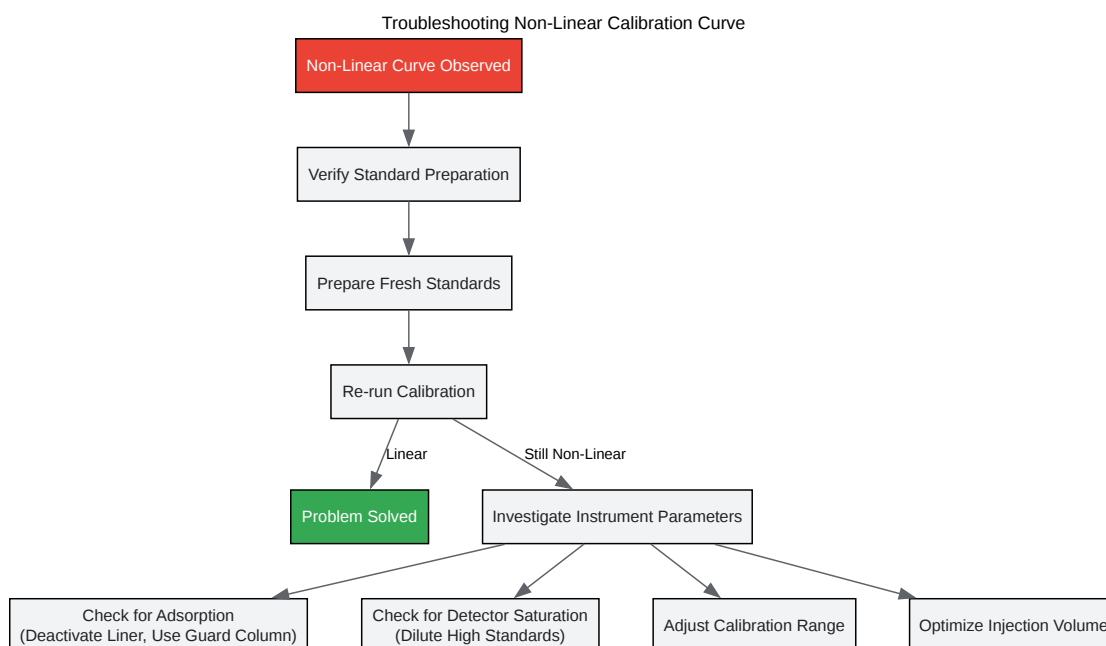 Troubleshooting Non-Linear Calibration Curve
Non-Linear Curve Observed
Verify Standard Preparation
Prepare Fresh Standards
Re-run Calibration
Linear
Still Non-Linear
Problem Solved
Investigate Instrument Parameters
Check for Adsorption
(Deactivate Liner, Use Guard Column)
Check for Detector Saturation
(Dilute High Standards)
Adjust Calibration Range
Optimize Injection Volume